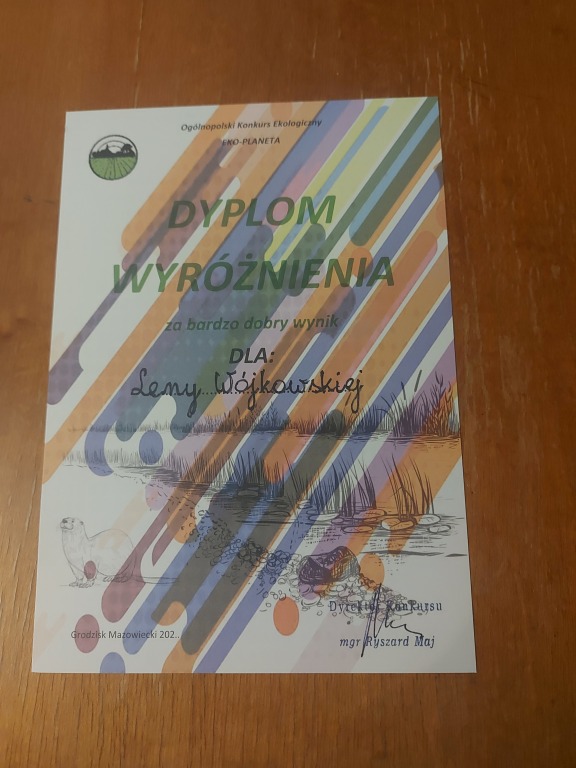 Ogólnopolski Konkurs Ekologiczny
EKO-PLANETA
DYPLOM
WYRÓŻNIENIA
za bardzo dobry wynik
DLA:
Leny Wójkowskiej
Dyrektor Konkursu
Grodzisk Mazowiecki 202...
mgr Ryszard Maj